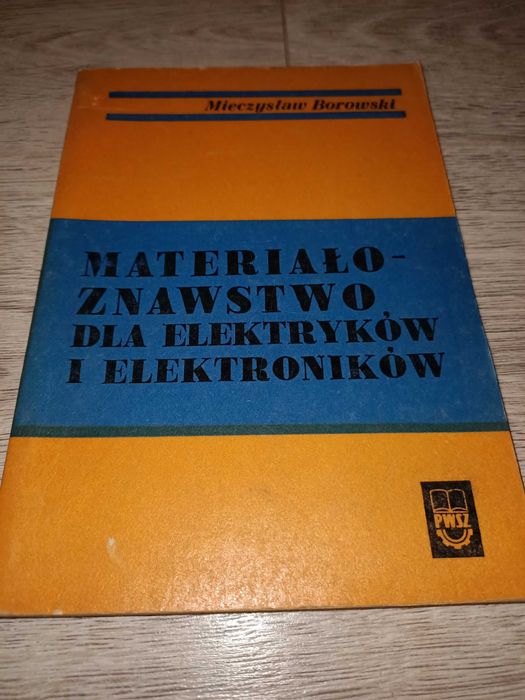 Mieczysław Borowski
MATERIAŁO-
ZNAWSTWO
DLA ELEKTRYKÓW
I ELEKTRONIKÓW
PWSZ